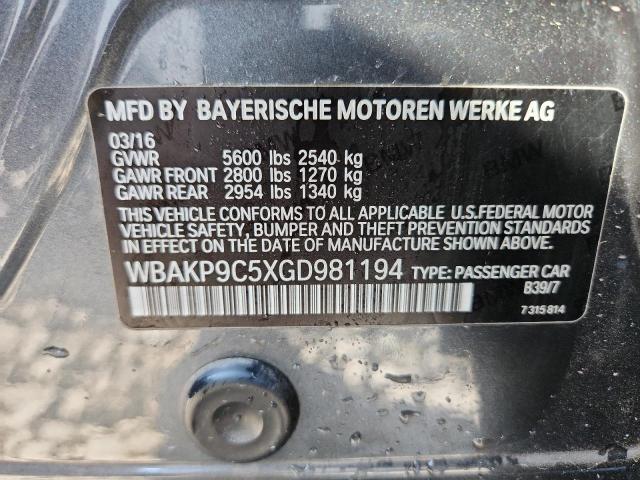 MFD BY BAYERISCHE MOTOREN WERKE AG
03/16
GVWR 5600 lbs 2540 kg
GAWR FRONT 2800 lbs 1270 kg
GAWR REAR 2954 lbs 1340 kg
THIS VEHICLE CONFORMS TO ALL APPLICABLE U.S.FEDERAL MOTOR
VEHICLE SAFETY, BUMPER AND THEFT PREVENTION STANDARDS
IN EFFECT ON THE DATE OF MANUFACTURE SHOWN ABOVE.
WBAKP9C5XGD981194 TYPE: PASSENGER CAR
B39/7
7 315 814